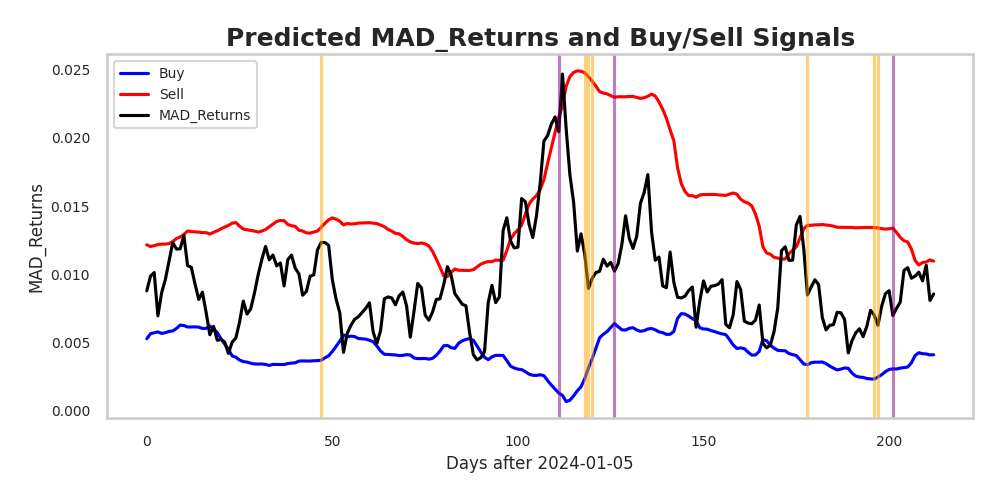 Predicted MAD_Returns and Buy/Sell Signals
Buy
Sell
MAD_Returns
MAD_Returns
0.025
0.020
0.015
0.010
0.005
0.000
0
50
100
150
200
Days after 2024-01-05